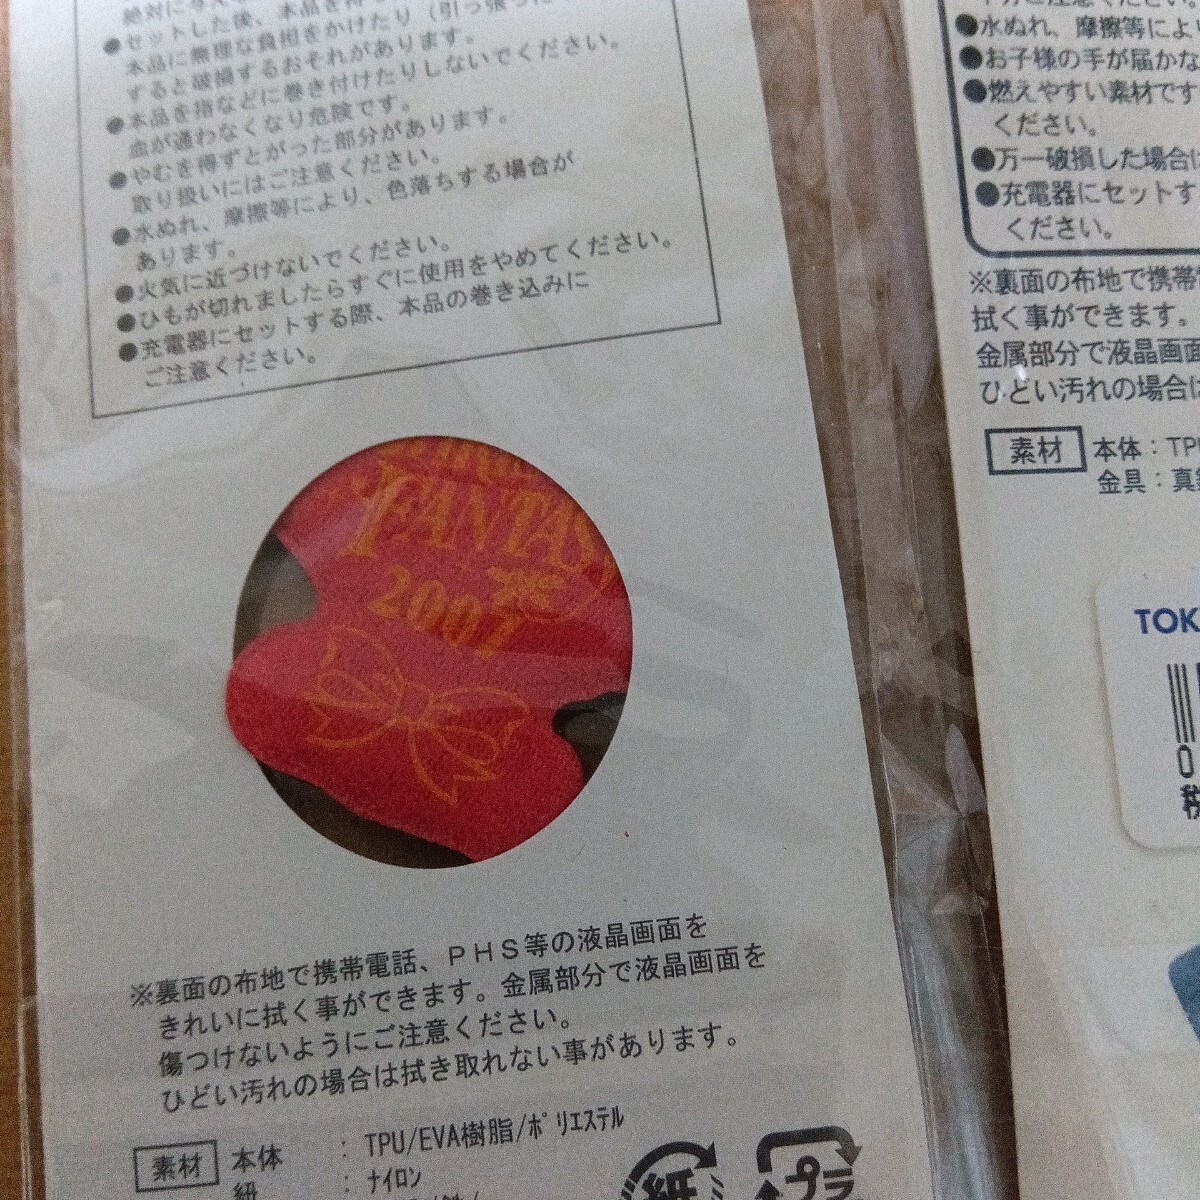 絶対に与え
●セットした後、本品を持
本品に無理な負担をかけたり（引っ張った
すると破損するおそれがあります。
●本品を指などに巻き付けたりしないでください。
血が通わなくなり危険です。
●やむを得ずとがった部分があります。
取り扱いにはご注意ください。
●水ぬれ、摩擦等により、色落ちする場合が
あります。
●火気に近づけないでください。
●ひもが切れましたらすぐに使用をやめてください。
●充電器にセットする際、本品の巻き込みに
ご注意ください。
FANTAS
2001
※裏面の布地で携帯電話、ＰＨＳ等の液晶画面を
きれいに拭く事ができます。金属部分で液晶画面を
傷つけないようにご注意ください。
ひどい汚れの場合は拭き取れない事があります。
素材 本体 : TPU/EVA樹脂/ﾎﾟﾘｴｽﾃﾙ
紐 : ﾅｲﾛﾝ
紙
プラ
ご注意ください。
●水ぬれ、摩擦等によ
●お子様の手が届かな
●燃えやすい素材です
ください。
●万一破損した場合は
●充電器にセットす
ください。
※裏面の布地で携帯
拭く事ができます。
金属部分で液晶画面
ひどい汚れの場合は
素材 本体：TPU
金具：真
TOK
0
税